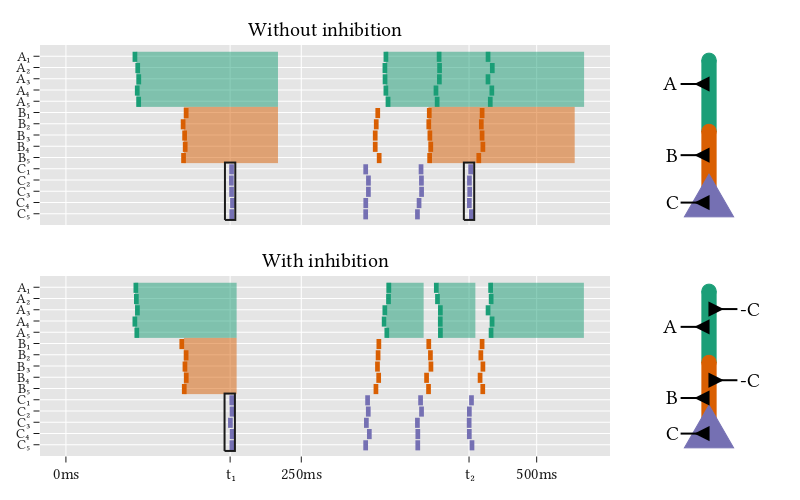 Without inhibition
A₁
A₂
A₃
A₄
A₅
B₁
B₂
B₃
B₄
B₅
C₁
C₂
C₃
C₄
C₅
A
B
C
With inhibition
A₁
A₂
A₃
A₄
A₅
B₁
B₂
B₃
B₄
B₅
C₁
C₂
C₃
C₄
C₅
-C
A
-C
B
C
0ms t₁ 250ms t₂ 500ms